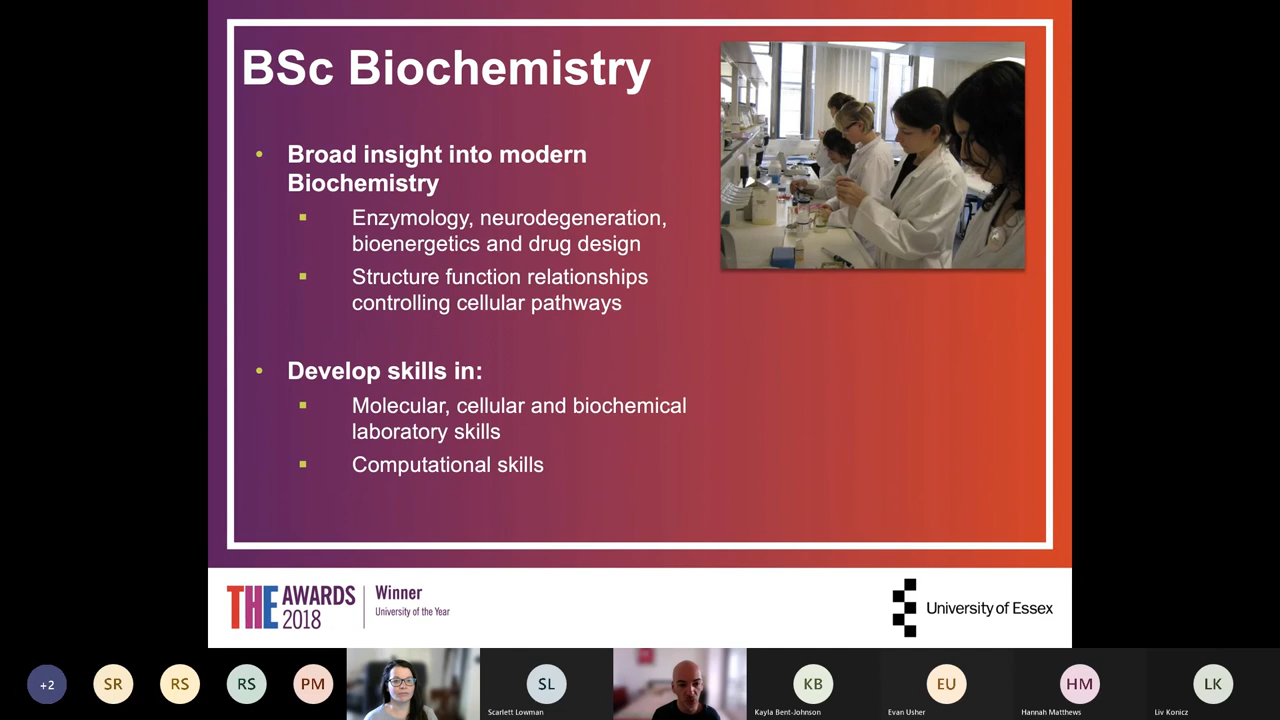 BSc Biochemistry
• Broad insight into modern
Biochemistry
▪ Enzymology, neurodegeneration,
bioenergetics and drug design
▪ Structure function relationships
controlling cellular pathways
• Develop skills in:
▪ Molecular, cellular and biochemical
laboratory skills
▪ Computational skills
THE AWARDS
2018
Winner
University of the Year
University of Essex
+2
SR
RS
RS
PM
SL
Scarlett Lowman
KB
Kayla Bent-Johnson
EU
Evan Usher
HM
Hannah Matthews
LK
Liv Konicz